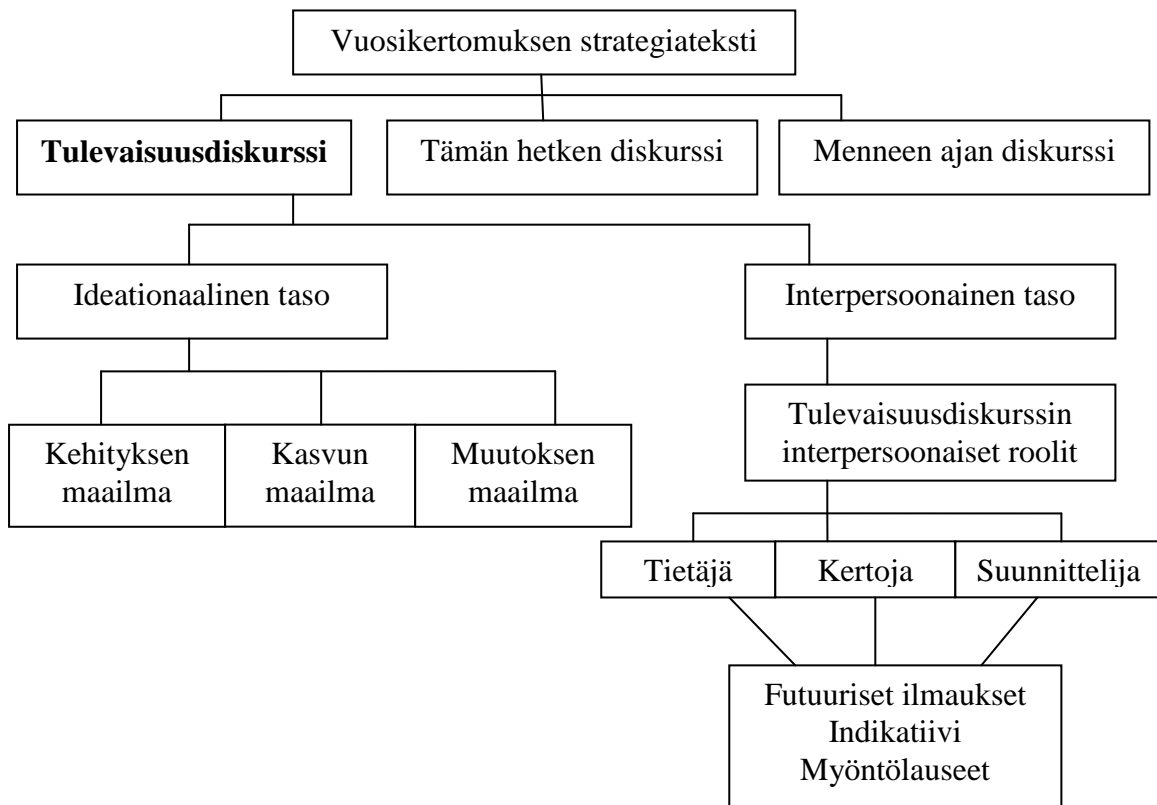 Vuosikertomuksen strategiateksti
Tulevaisuusdiskurssi
Tämän hetken diskurssi
Menneen ajan diskurssi
Ideationaalinen taso
Interpersoonainen taso
Kehityksen
maailma
Kasvun
maailma
Muutoksen
maailma
Tulevaisuusdiskurssin
interpersoonaiset roolit
Tietäjä
Kertoja
Suunnittelija
Futuuriset ilmaukset
Indikatiivi
Myöntölauseet